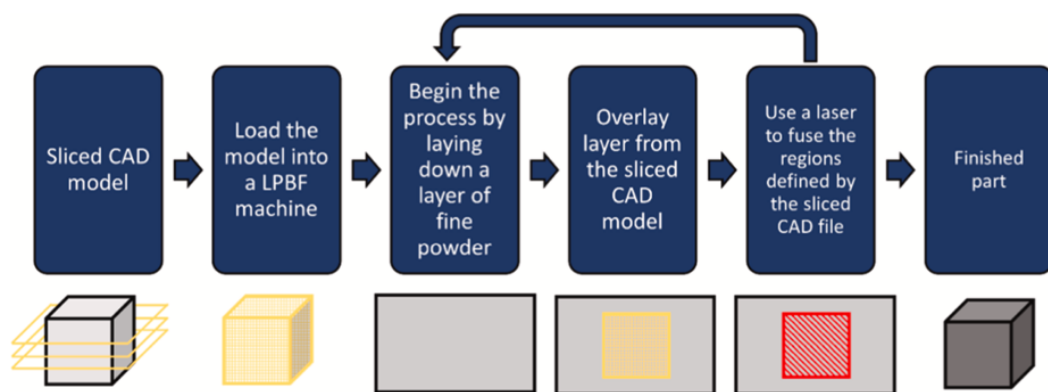 Sliced CAD
model
Load the
model into
a LPBF
machine
Begin the
process by
laying
down a
layer of
fine
powder
Overlay
layer from
the sliced
CAD
model
Use a laser
to fuse the
regions
defined by
the sliced
CAD file
Finished
part